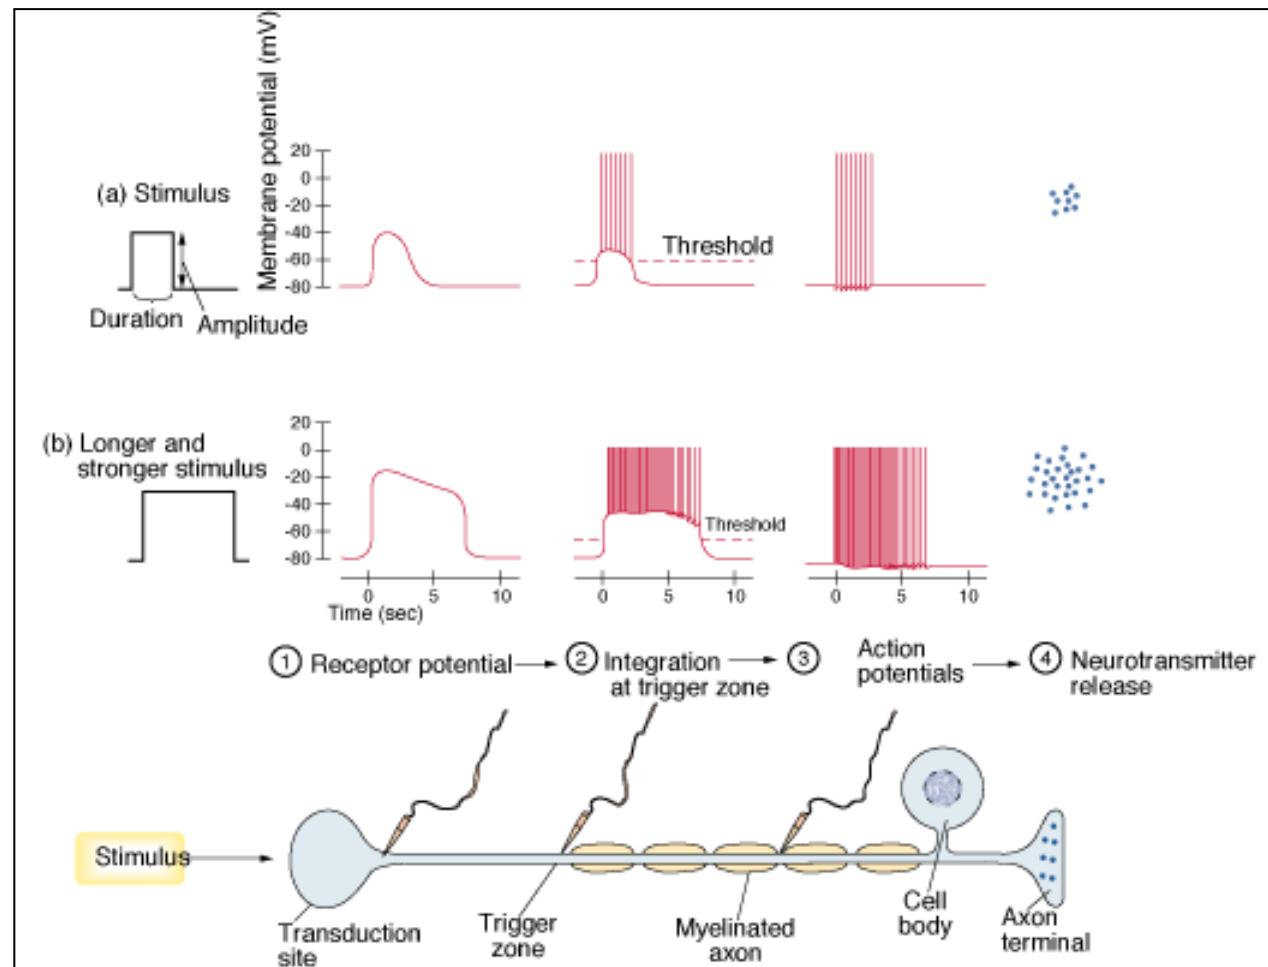 Membrane potential (mV)
(a) Stimulus
Duration
Amplitude
20
0
-20
-40
-60
-80
Threshold
(b) Longer and
stronger stimulus
20
0
-20
-40
-60
-80
Threshold
0 5 10
0 5 10
0 5 10
Time (sec)
1 Receptor potential
2 Integration
at trigger zone
3 Action
potentials
4 Neurotransmitter
release
Stimulus
Transduction
site
Trigger
zone
Myelinated
axon
Cell
body
Axon
terminal